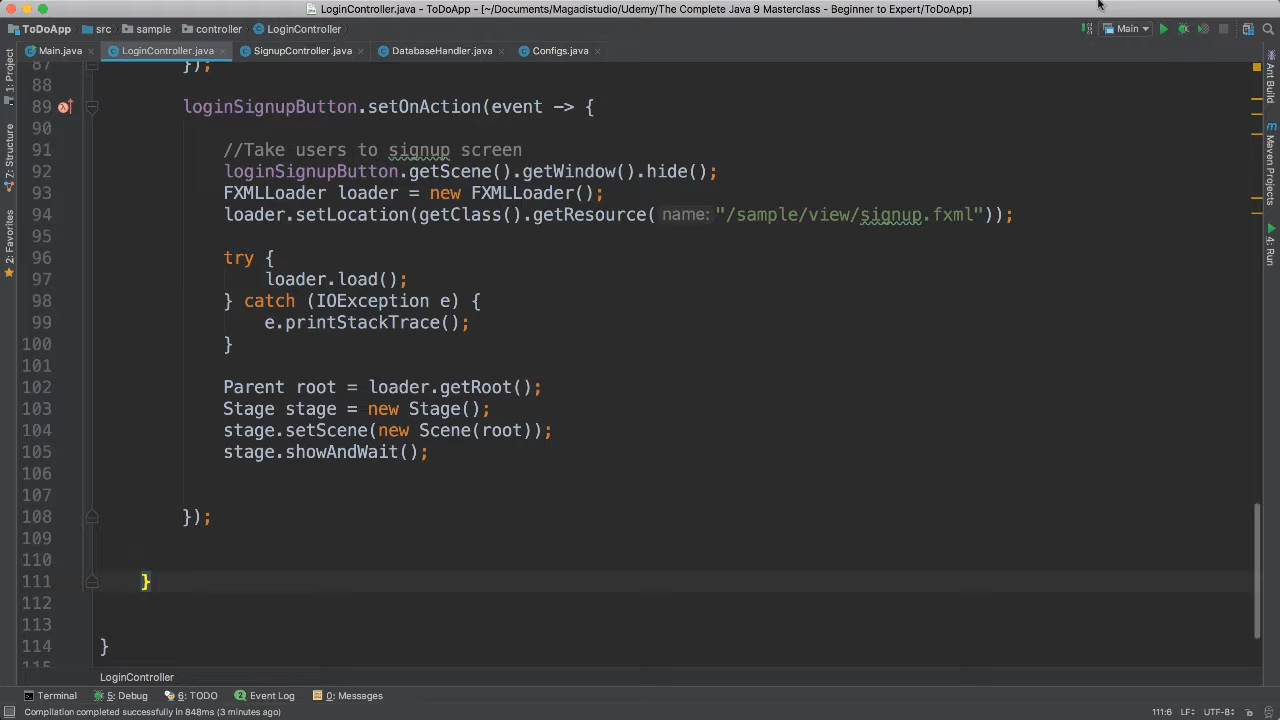 LoginController.java - ToDoApp - [~/Documents/Magadistudio/Udemy/The Complete Java 9 Masterclass - Beginner to Expert/ToDoApp]
ToDoApp src sample controller LoginController Main
Main.java LoginController.java SignupController.java DatabaseHandler.java Configs.java
1: Project
7: Structure
2: Favorites
Ant Build
Maven Projects
4: Run
87 });
88
89 loginSignupButton.setOnAction(event -> {
90
91 //Take users to signup screen
92 loginSignupButton.getScene().getWindow().hide();
93 FXMLLoader loader = new FXMLLoader();
94 loader.setLocation(getClass().getResource( name: "/sample/view/signup.fxml"));
95
96 try {
97 loader.load();
98 } catch (IOException e) {
99 e.printStackTrace();
100 }
101
102 Parent root = loader.getRoot();
103 Stage stage = new Stage();
104 stage.setScene(new Scene(root));
105 stage.showAndWait();
106
107
108 });
109
110
111 }
112
113
114 }
115
LoginController
Terminal 5: Debug 6: TODO 2 Event Log 0: Messages
Compilation completed successfully in 848ms (3 minutes ago) 111:6 LF÷ UTF-8÷